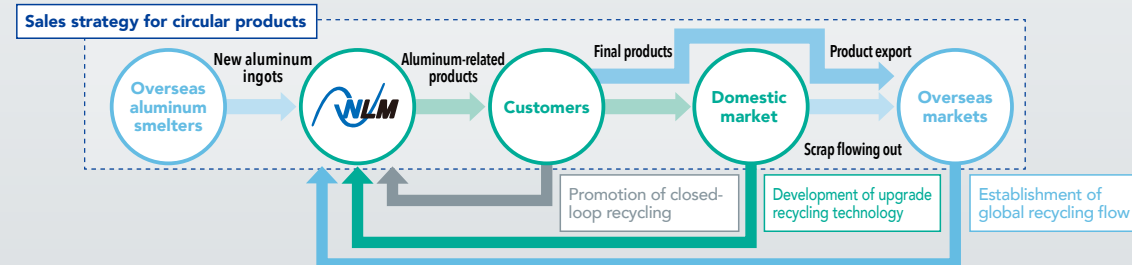 Sales strategy for circular products
Overseas
aluminum
smelters
New aluminum
ingots
NLM
Aluminum-related
products
Customers
Final products
Domestic
market
Product export
Scrap flowing out
Overseas
markets
Promotion of closed-
loop recycling
Development of upgrade
recycling technology
Establishment of
global recycling flow